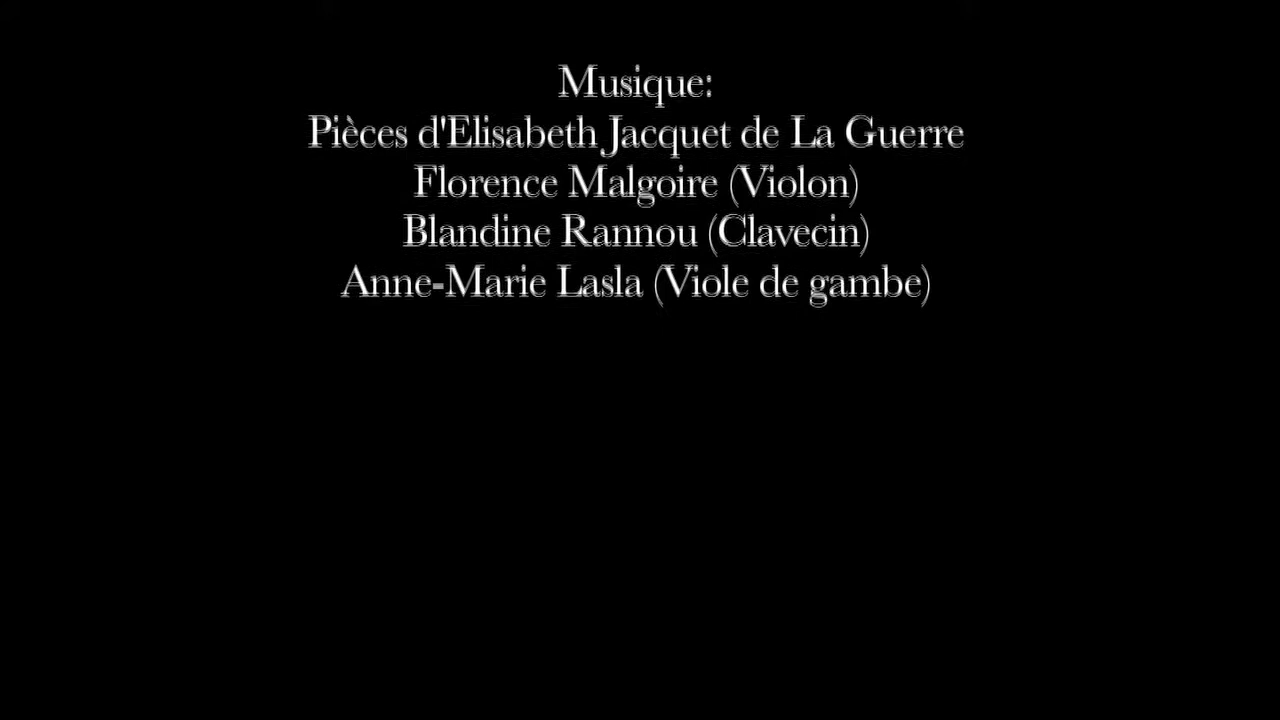 Musique:
Pièces d'Elisabeth Jacquet de La Guerre
Florence Malgoire (Violon)
Blandine Rannou (Clavecin)
Anne-Marie Lasla (Viole de gambe)